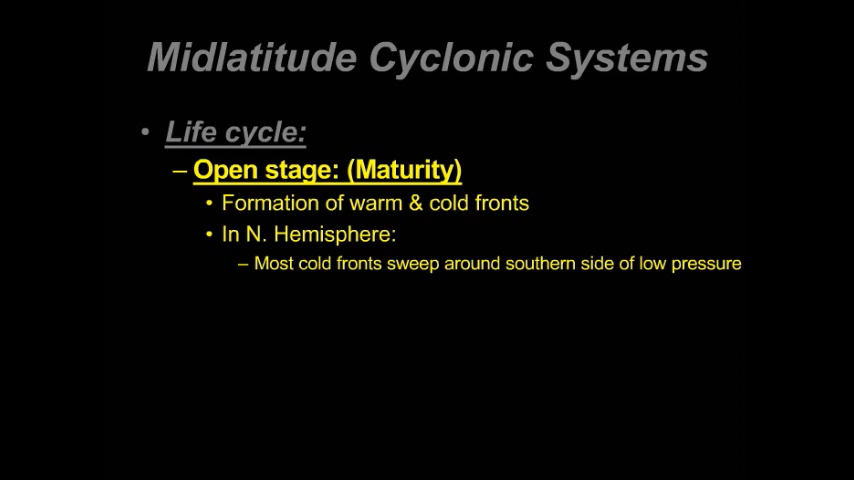 Midlatitude Cyclonic Systems
• Life cycle:
– Open stage: (Maturity)
• Formation of warm & cold fronts
• In N. Hemisphere:
– Most cold fronts sweep around southern side of low pressure